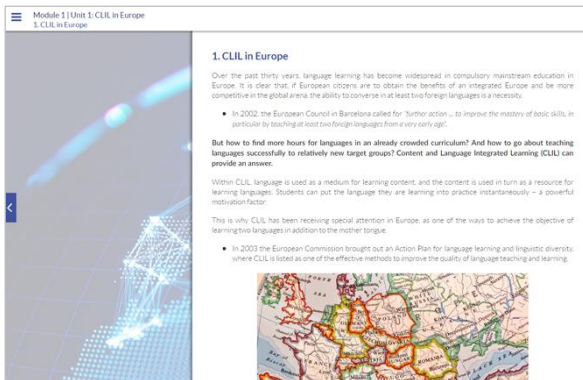 Module 1 | Unit 1: CLIL in Europe
1. CLIL in Europe
1. CLIL in Europe
Over the past thirty years, language learning has become widespread in compulsory mainstream education in
Europe. It is clear that, if European citizens are to obtain the benefits of an integrated Europe and be more
competitive in the global arena, the ability to converse in at least two foreign languages is a necessity.
• In 2002, the European Council in Barcelona called for 'further action ... to improve the mastery of basic skills, in
particular by teaching at least two foreign languages from a very early age'.
But how to find more hours for languages in an already crowded curriculum? And how to go about teaching
languages successfully to relatively new target groups? Content and Language Integrated Learning (CLIL) can
provide an answer.
Within CLIL, language is used as a medium for learning content, and the content is used in turn as a resource for
learning languages. Students can put the language they are learning into practice instantaneously – a powerful
motivation factor.
This is why CLIL has been receiving special attention in Europe, as one of the ways to achieve the objective of
learning two languages in addition to the mother tongue.
• In 2003 the European Commission brought out an Action Plan for language learning and linguistic diversity,
where CLIL is listed as one of the effective methods to improve the quality of language teaching and learning.
NORTH
SEA
POLAND
GERMANY
FRANCE
HUNGARY
ROMANIA
Bay of
BLACK SEA